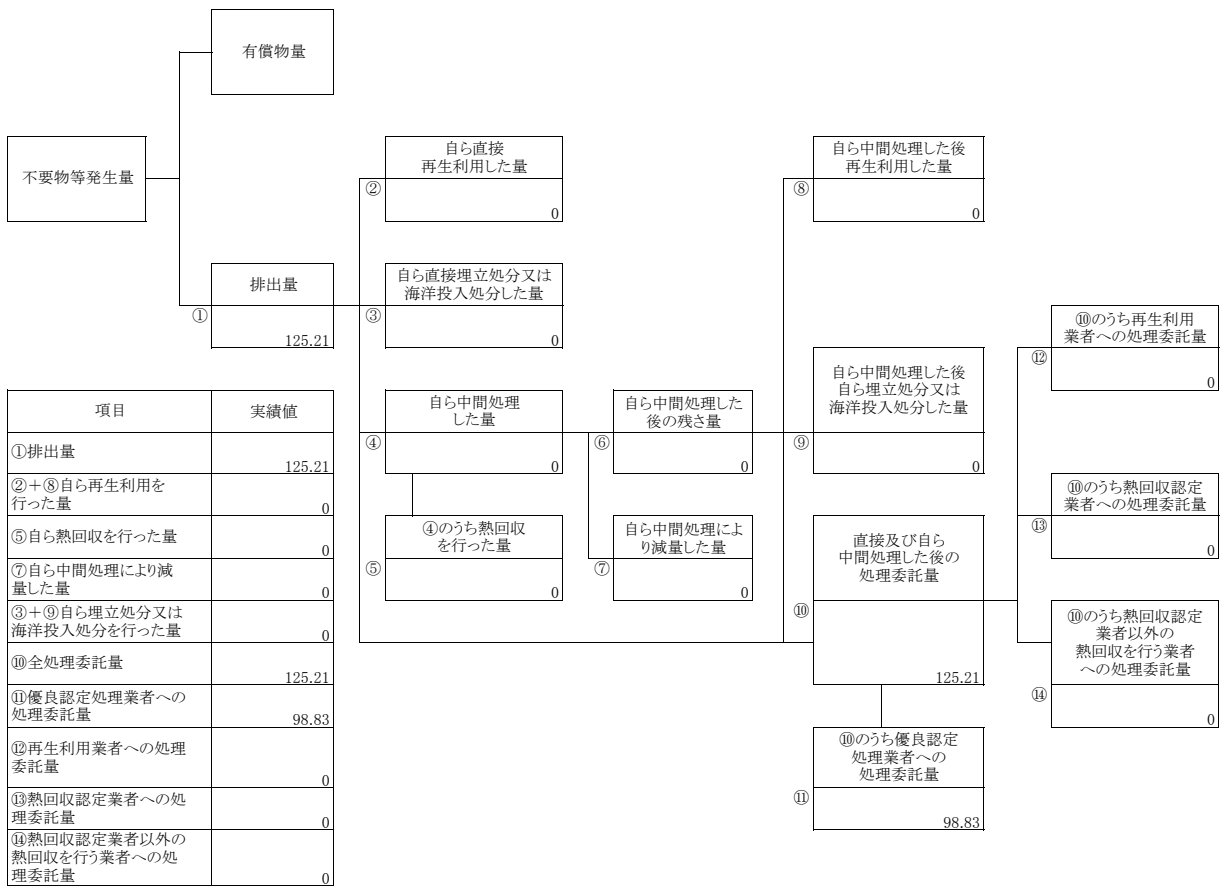 有償物量
不要物等発生量
排出量
①
125.21
自ら直接
再生利用した量
②
0
自ら直接埋立処分又は
海洋投入処分した量
③
0
自ら中間処理
した量
④
0
④のうち熱回収
を行った量
⑤
0
自ら中間処理した
後の残さ量
⑥
0
自ら中間処理によ
り減量した量
⑦
0
自ら中間処理した後
再生利用した量
⑧
0
自ら中間処理した後
自ら埋立処分又は
海洋投入処分した量
⑨
0
直接及び自ら
中間処理した後の
処理委託量
⑩
125.21
⑩のうち優良認定
処理業者への
処理委託量
⑪
98.83
⑩のうち再生利用
業者への処理委託量
⑫
0
⑩のうち熱回収認定
業者への処理委託量
⑬
0
⑩のうち熱回収認定
業者以外の
熱回収を行う業者
への処理委託量
⑭
0
項目 実績値
①排出量
125.21
②+⑧自ら再生利用を
行った量
0
⑤自ら熱回収を行った量
0
⑦自ら中間処理により減
量した量
0
③+⑨自ら埋立処分又は
海洋投入処分を行った量
0
⑩全処理委託量
125.21
⑪優良認定処理業者への
処理委託量
98.83
⑫再生利用業者への処理
委託量
0
⑬熱回収認定業者への処
理委託量
0
⑭熱回収認定業者以外の
熱回収を行う業者への処
理委託量
0